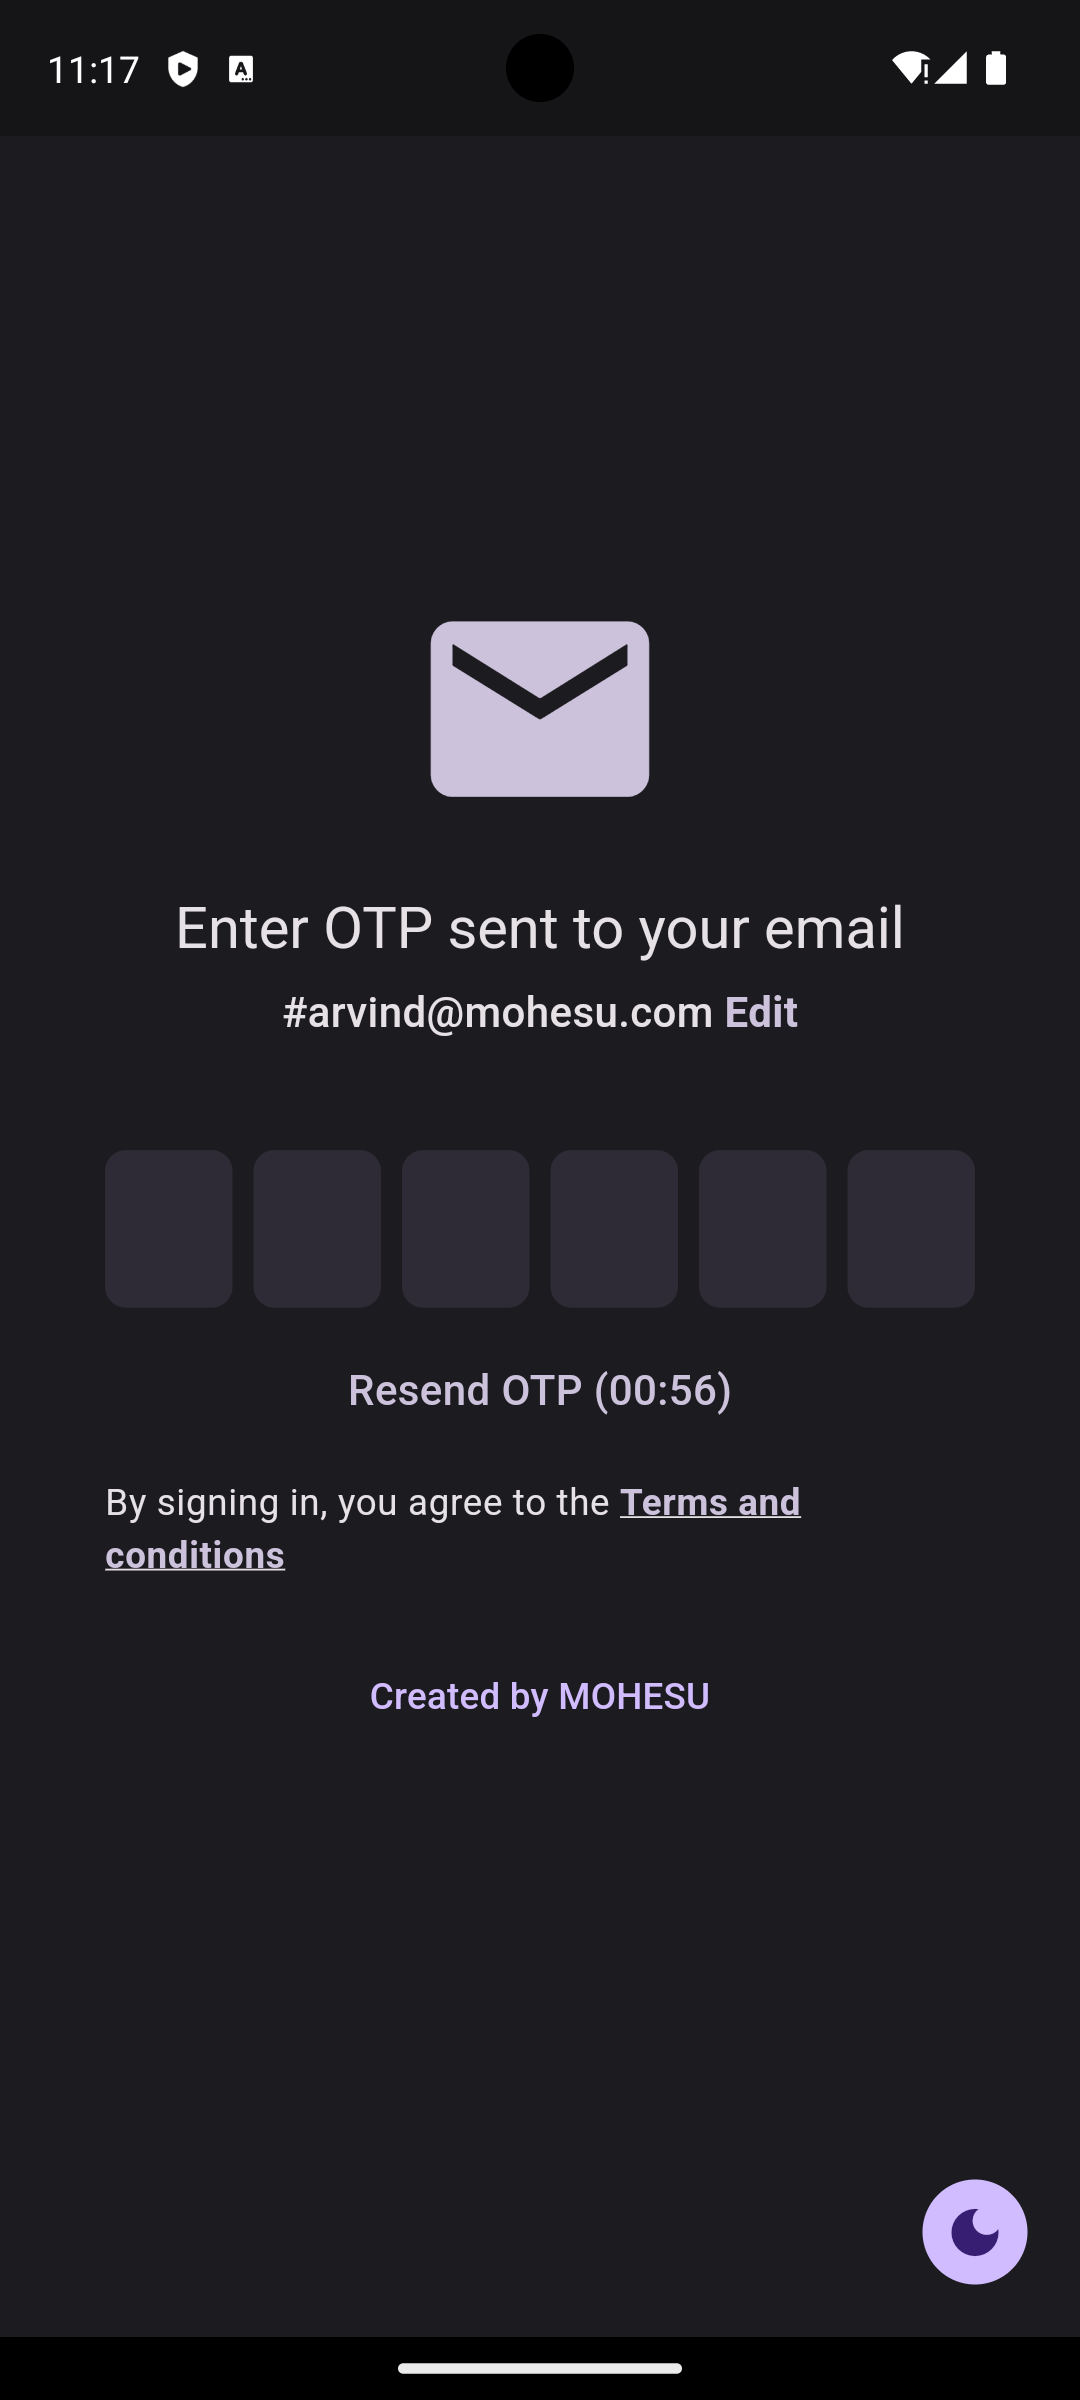 11:17
Enter OTP sent to your email
#arvind@mohesu.com Edit
Resend OTP (00:56)
By signing in, you agree to the Terms and
conditions
Created by MOHESU